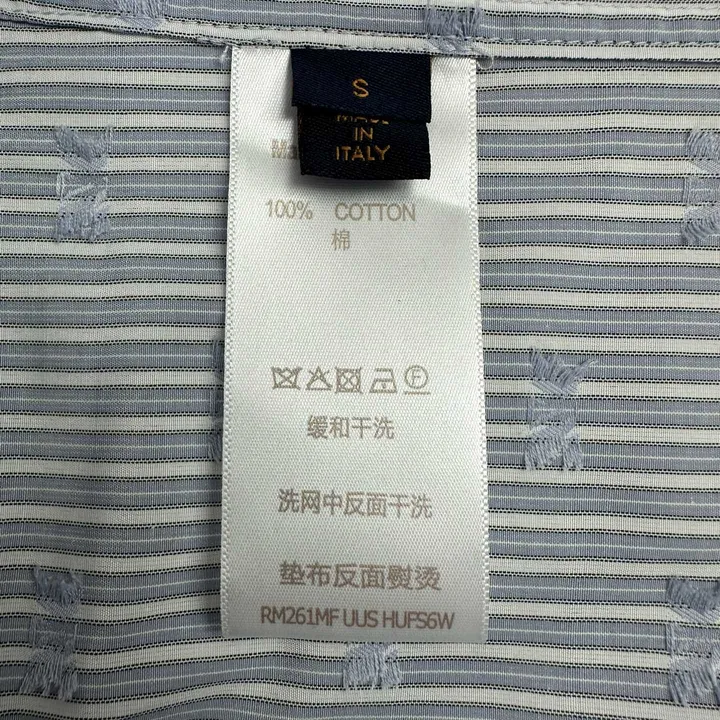 S
MADE
IN
ITALY
100% COTTON
棉
缓和干洗
洗网中反面干洗
垫布反面熨烫
RM261MF UUS HUFS6W